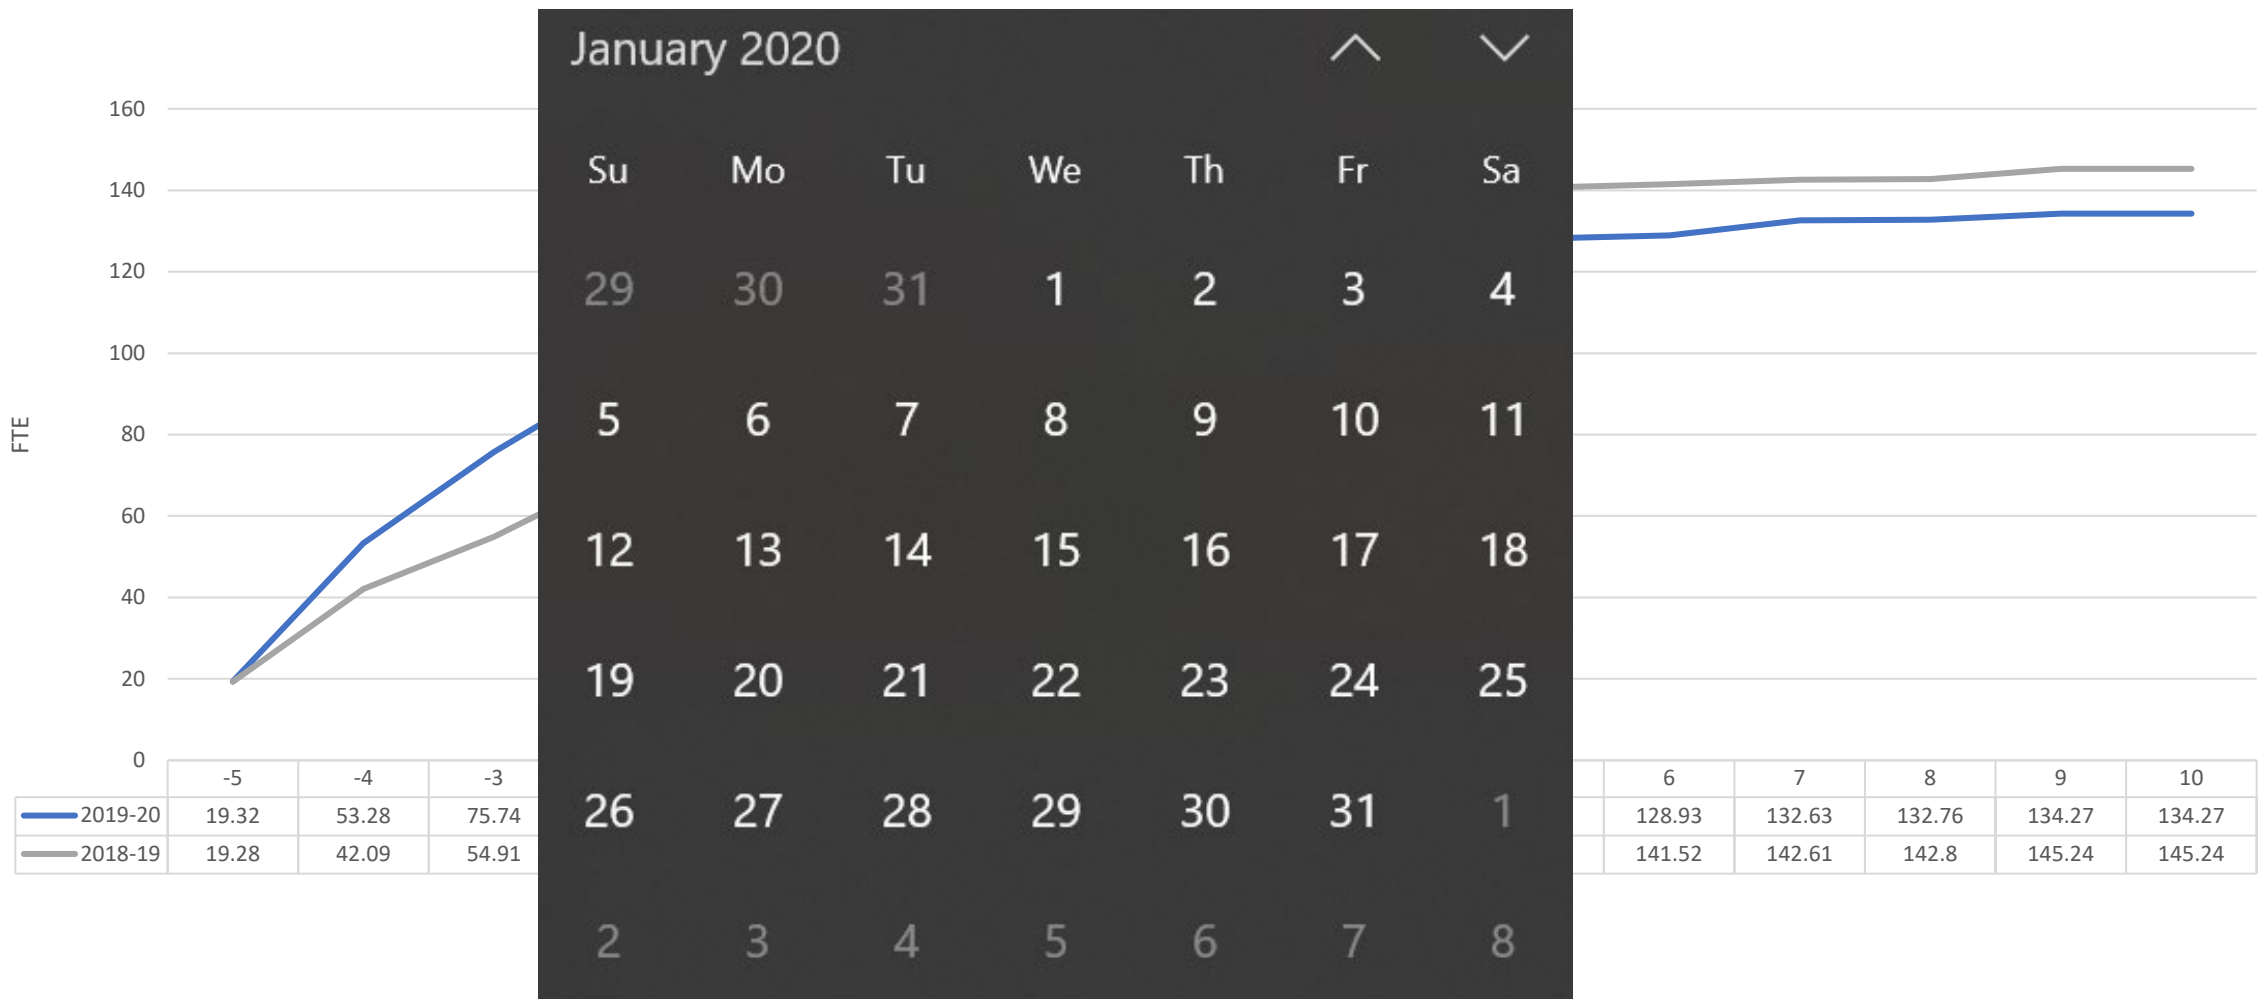 January 2020
Su Mo Tu We Th Fr Sa
29 30 31 1 2 3 4
5 6 7 8 9 10 11
12 13 14 15 16 17 18
19 20 21 22 23 24 25
26 27 28 29 30 31 1
2 3 4 5 6 7 8
FTE
160
140
120
100
80
60
40
20
0
-5 -4 -3 6 7 8 9 10
2019-20 19.32 53.28 75.74 128.93 132.63 132.76 134.27 134.27
2018-19 19.28 42.09 54.91 141.52 142.61 142.8 145.24 145.24